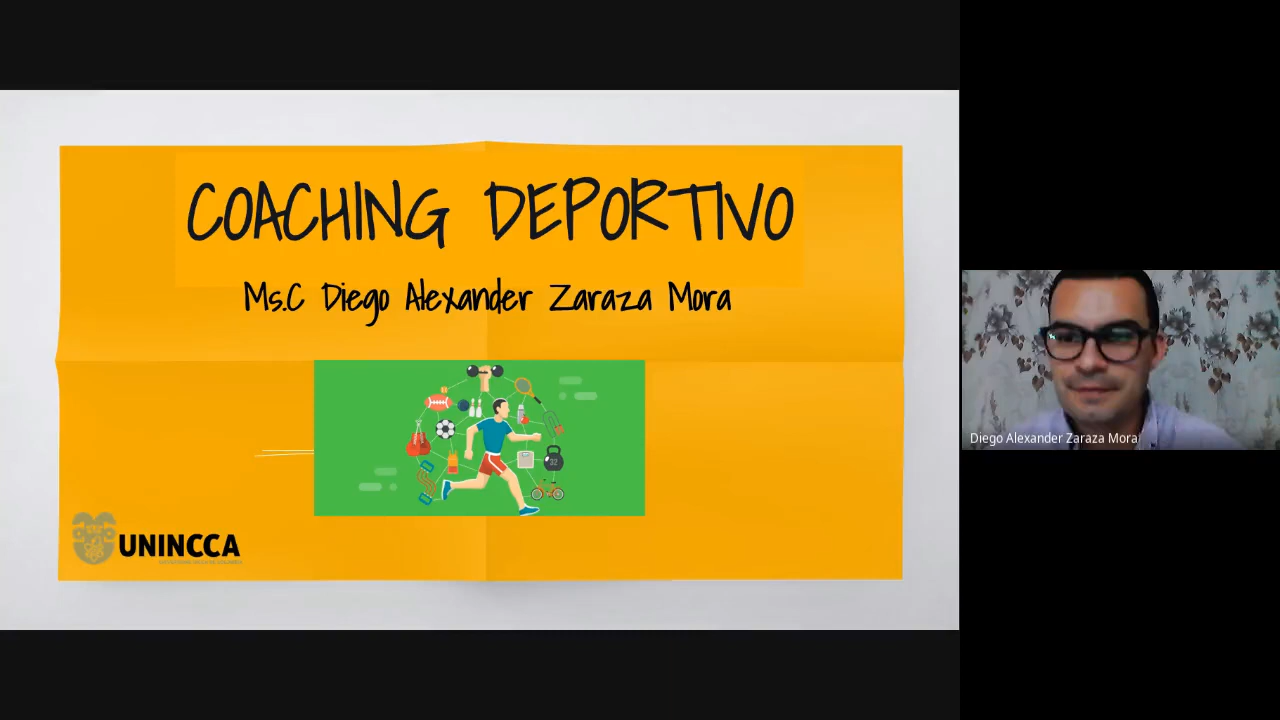 COACHING DEPORTIVO
Ms.C Diego Alexander Zaraza Mora
UNINCCA
Diego Alexander Zaraza Mora